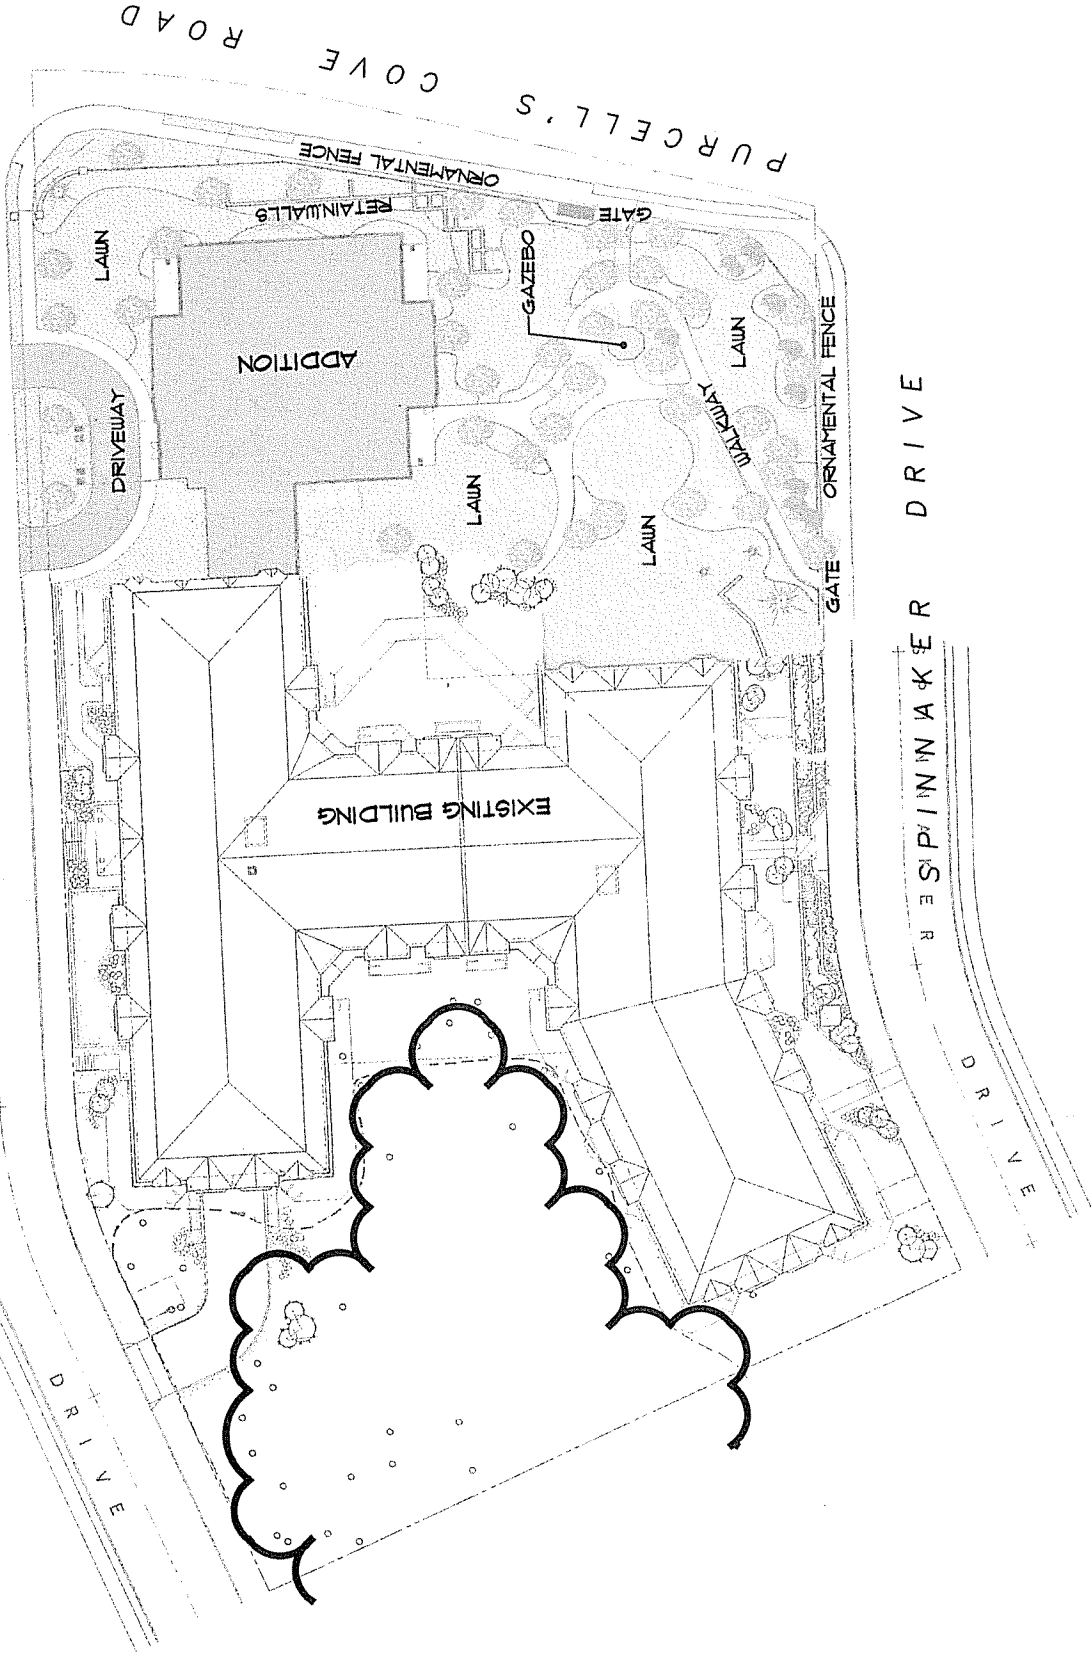 PURCELL'S COVE ROAD
ORNAMENTAL FENCE
RETAINWALLS
GATE
LAWN
GAZEBO
ADDITION
LAWN
ORNAMENTAL FENCE
DRIVEWAY
WALKWAY
LAWN
LAWN
GATE
SPINNAKER DRIVE
EXISTING BUILDING
R E R
DRIVE
DRIVE